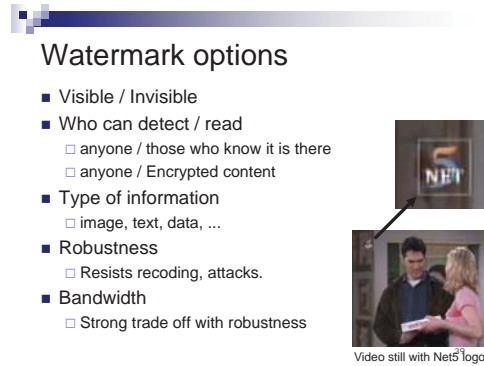 Watermark options
Visible / Invisible
Who can detect / read
anyone / those who know it is there
anyone / Encrypted content
Type of information
image, text, data, ...
Robustness
Resists recoding, attacks.
Bandwidth
Strong trade off with robustness
5
NET
Video still with Net5 logo
39